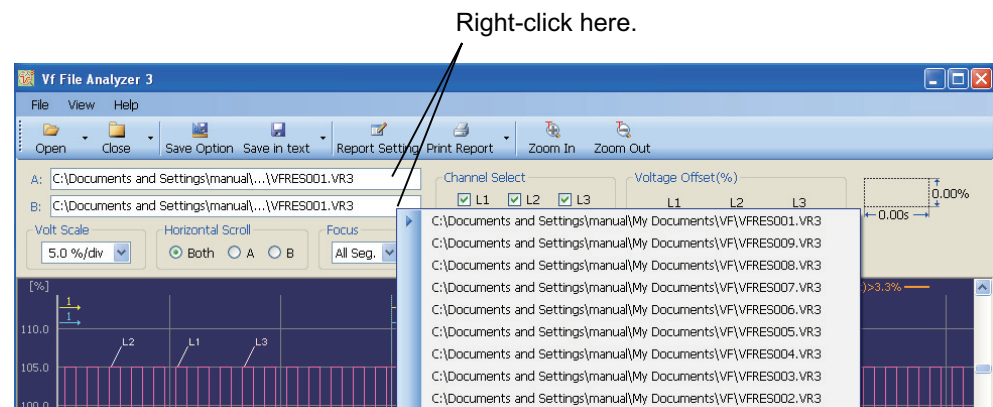 Right-click here.
Vf File Analyzer 3
File View Help
Open Close Save Option Save in text Report Setting Print Report Zoom In Zoom Out
A: C:\Documents and Settings\manual\...\VFRES001.VR3
Channel Select
Voltage Offset(%)
L1 L2 L3
L1 L2 L3
0.00%
0.00s
B: C:\Documents and Settings\manual\...\VFRES001.VR3
Volt Scale
5.0 %/div
Horizontal Scroll
Both A B
Focus
All Seg.
C:\Documents and Settings\manual\My Documents\VF\VFRES001.VR3
C:\Documents and Settings\manual\My Documents\VF\VFRES009.VR3
C:\Documents and Settings\manual\My Documents\VF\VFRES008.VR3
C:\Documents and Settings\manual\My Documents\VF\VFRES007.VR3
C:\Documents and Settings\manual\My Documents\VF\VFRES006.VR3
C:\Documents and Settings\manual\My Documents\VF\VFRES005.VR3
C:\Documents and Settings\manual\My Documents\VF\VFRES004.VR3
C:\Documents and Settings\manual\My Documents\VF\VFRES003.VR3
C:\Documents and Settings\manual\My Documents\VF\VFRES002.VR3
[%]
)>3.3%
1
1
110.0
L2 L1 L3
105.0
100.0